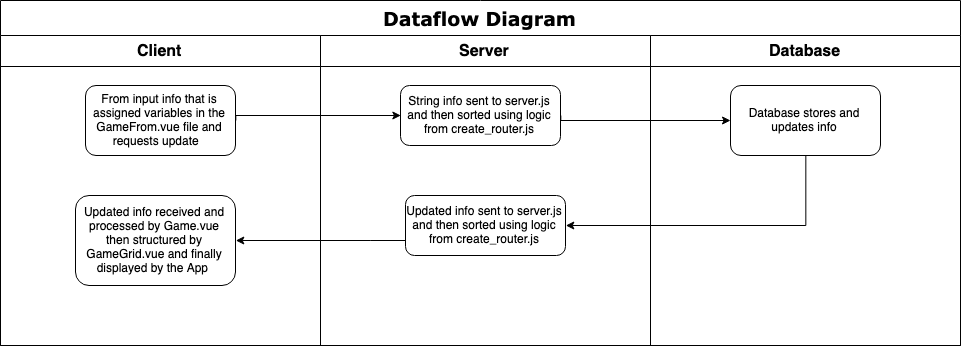 Dataflow Diagram
Client
Server
Database
From input info that is
assigned variables in the
GameFrom.vue file and
requests update
String info sent to server.js
and then sorted using logic
from create_router.js
Database stores and
updates info
Updated info received and
processed by Game.vue
then structured by
GameGrid.vue and finally
displayed by the App
Updated info sent to server.js
and then sorted using logic
from create_router.js